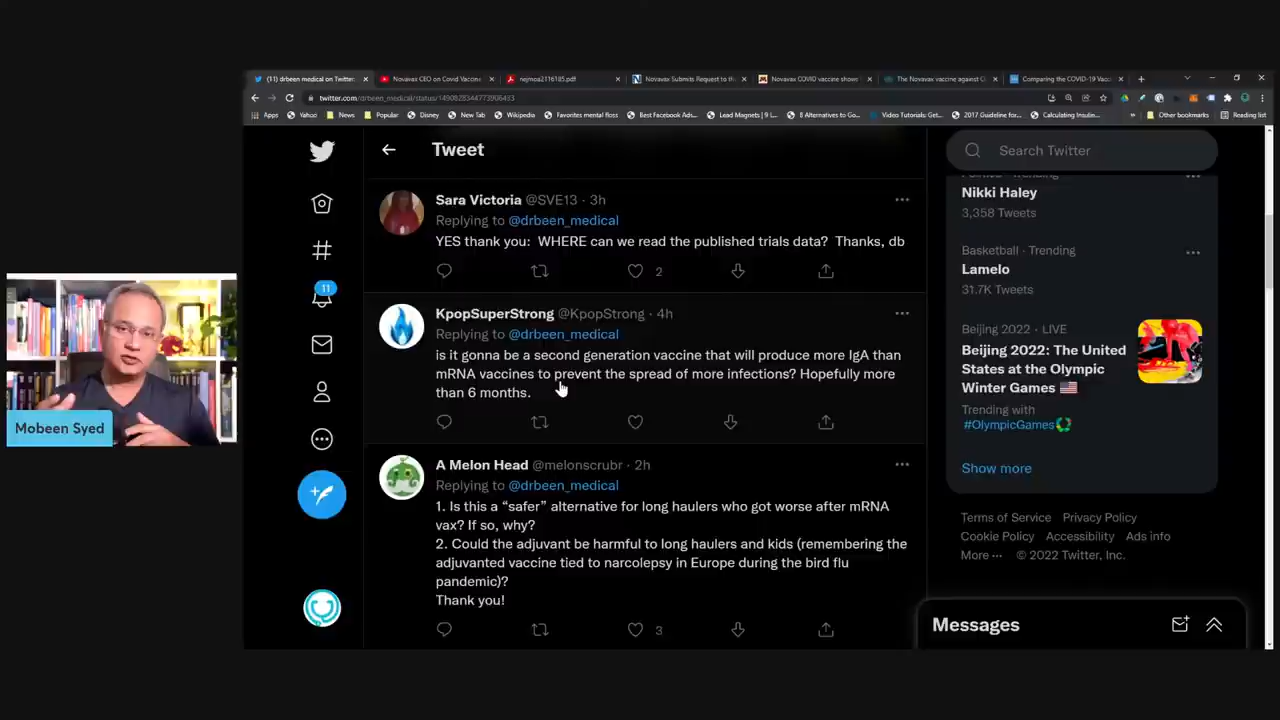 (11) drbeen medical on Twitter:
Novavax CEO on Covid Vaccin
nejmoa2116185.pdf
Novavax Submits Request to th
Novavax COVID vaccine shows
The Novavax vaccine against C
Comparing the COVID-19 Vacc
twitter.com/drbeen_medical/status/1490828344773906433
Apps
Yahoo
News
Popular
Disney
New Tab
Wikipedia
Favorites mental floss
Best Facebook Ads...
Lead Magnets | 9 L...
8 Alternatives to Go...
Video Tutorials: Get...
2017 Guideline for...
Calculating Insulin...
Other bookmarks
Reading list
Tweet
Sara Victoria @SVE13 · 3h
Replying to @drbeen_medical
YES thank you: WHERE can we read the published trials data? Thanks, db
2
KpopSuperStrong @KpopStrong · 4h
Replying to @drbeen_medical
is it gonna be a second generation vaccine that will produce more IgA than
mRNA vaccines to prevent the spread of more infections? Hopefully more
than 6 months.
A Melon Head @melonscrubr · 2h
Replying to @drbeen_medical
1. Is this a “safer” alternative for long haulers who got worse after mRNA
vax? If so, why?
2. Could the adjuvant be harmful to long haulers and kids (remembering the
adjuvanted vaccine tied to narcolepsy in Europe during the bird flu
pandemic)?
Thank you!
3
11
Search Twitter
Nikki Haley
3,358 Tweets
Basketball · Trending
Lamelo
31.7K Tweets
Beijing 2022 · LIVE
Beijing 2022: The United
States at the Olympic
Winter Games
Trending with
#OlympicGames
Show more
Terms of Service Privacy Policy
Cookie Policy Accessibility Ads info
More ··· © 2022 Twitter, Inc.
Messages
Mobeen Syed